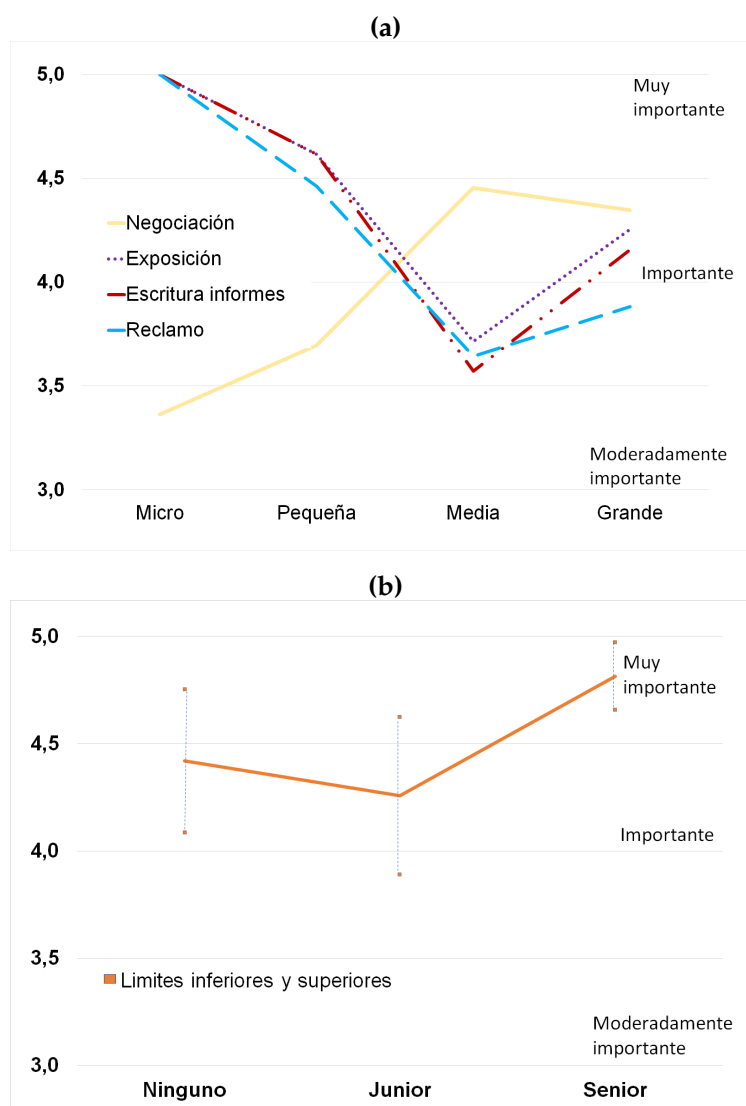 (a)
5,0
Muy
importante
4,5
Negociación
Exposición
4,0
Importante
Escritura informes
Reclamo
3,5
Moderadamente
importante
3,0
Micro Pequeña Media Grande
(b)
5,0
Muy
importante
4,5
4,0
Importante
3,5
Limites inferiores y superiores
Moderadamente
importante
3,0
Ninguno Junior Senior